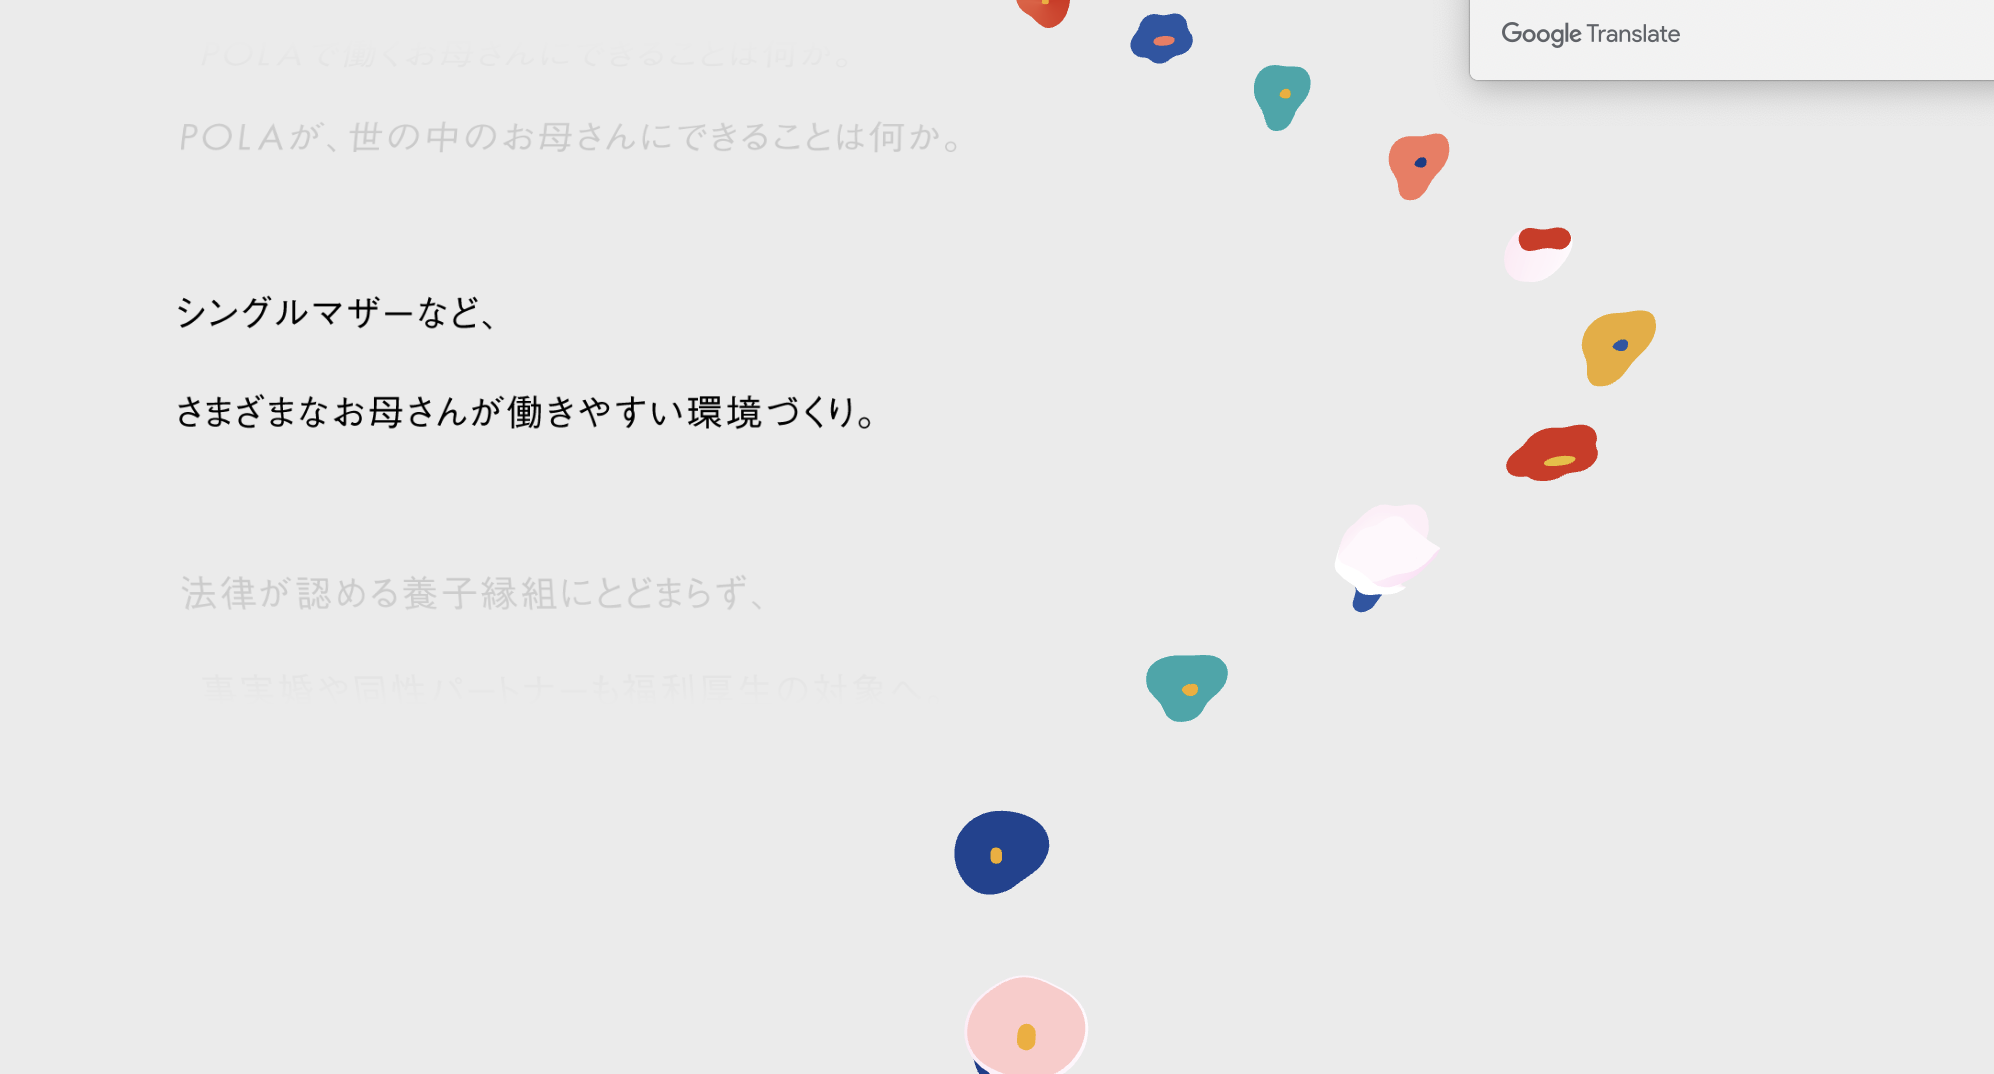 POLAで働くお母さんにできることは何か。
POLAが、世の中のお母さんにできることは何か。
シングルマザーなど、
さまざまなお母さんが働きやすい環境づくり。
法律が認める養子縁組にとどまらず、
事実婚や同性パートナーも福利厚生の対象へ。
Google Translate